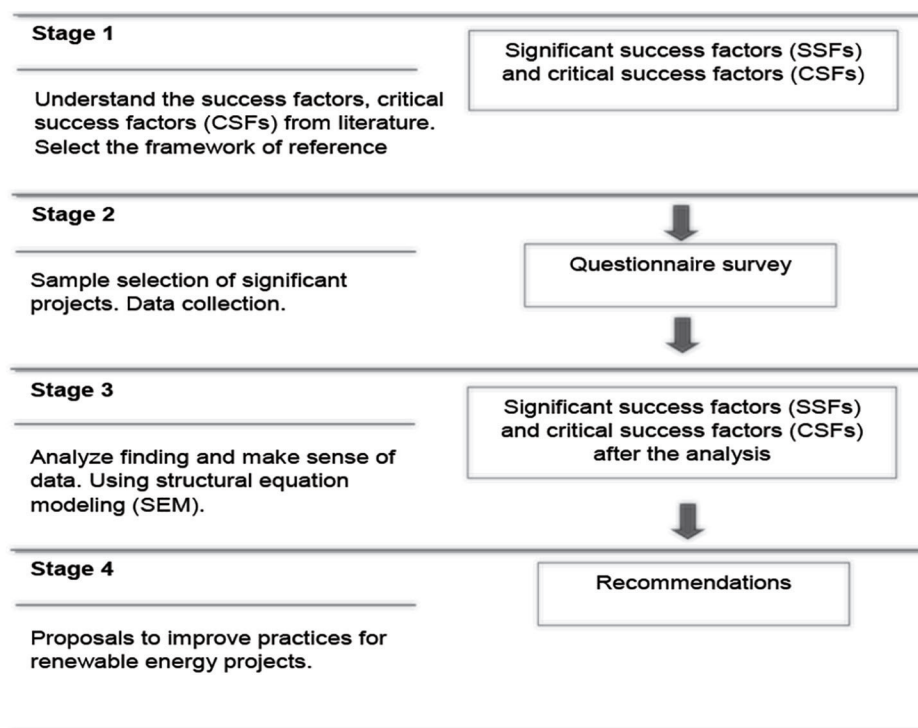 Stage 1
Understand the success factors, critical
success factors (CSFs) from literature.
Select the framework of reference
Significant success factors (SSFs)
and critical success factors (CSFs)
Stage 2
Sample selection of significant
projects. Data collection.
Questionnaire survey
Stage 3
Analyze finding and make sense of
data. Using structural equation
modeling (SEM).
Significant success factors (SSFs)
and critical success factors (CSFs)
after the analysis
Stage 4
Proposals to improve practices for
renewable energy projects.
Recommendations